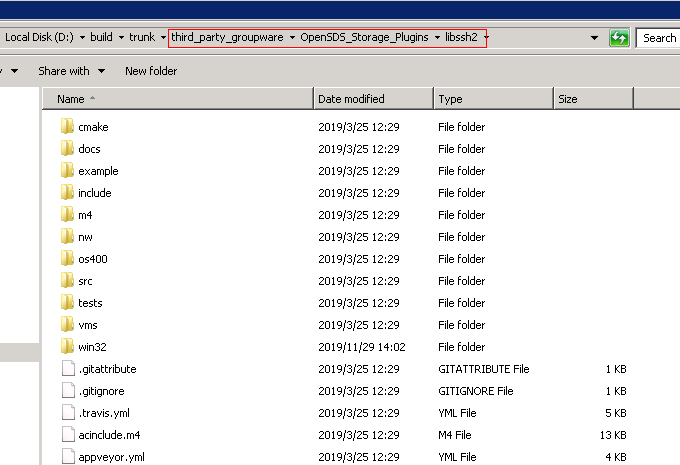 Local Disk (D:) build trunk third_party_groupware OpenSDS_Storage_Plugins libssh2 Search
Share with New folder
Name Date modified Type Size
cmake 2019/3/25 12:29 File folder
docs 2019/3/25 12:29 File folder
example 2019/3/25 12:29 File folder
include 2019/3/25 12:29 File folder
m4 2019/3/25 12:29 File folder
nw 2019/3/25 12:29 File folder
os400 2019/3/25 12:29 File folder
src 2019/3/25 12:29 File folder
tests 2019/3/25 12:29 File folder
vms 2019/3/25 12:29 File folder
win32 2019/11/29 14:02 File folder
.gitattribute 2019/3/25 12:29 GITATTRIBUTE File 1 KB
.gitignore 2019/3/25 12:29 GITIGNORE File 1 KB
.travis.yml 2019/3/25 12:29 YML File 5 KB
acinclude.m4 2019/3/25 12:29 M4 File 13 KB
appveyor.yml 2019/3/25 12:29 YML File 4 KB